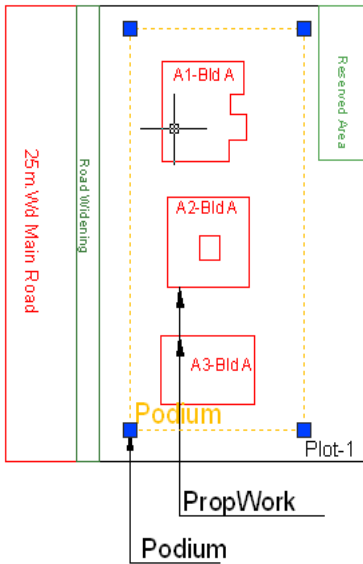 A1-Bld A
Reserved Area
25m.Wd Main Road
Road Widening
A2-Bld A
A3-Bld A
Podium
Plot-1
PropWork
Podium